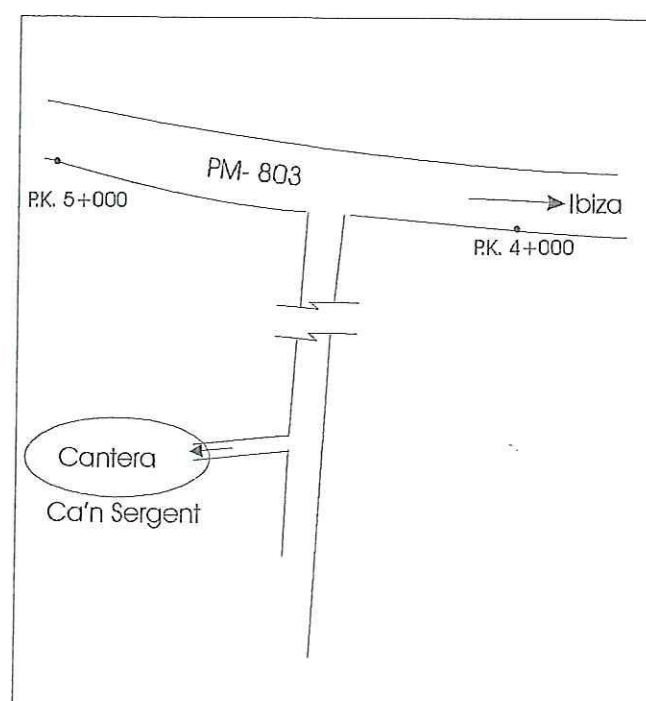 PM- 803
P.K. 5+000
Ibiza
P.K. 4+000
Cantera
Ca'n Sergent